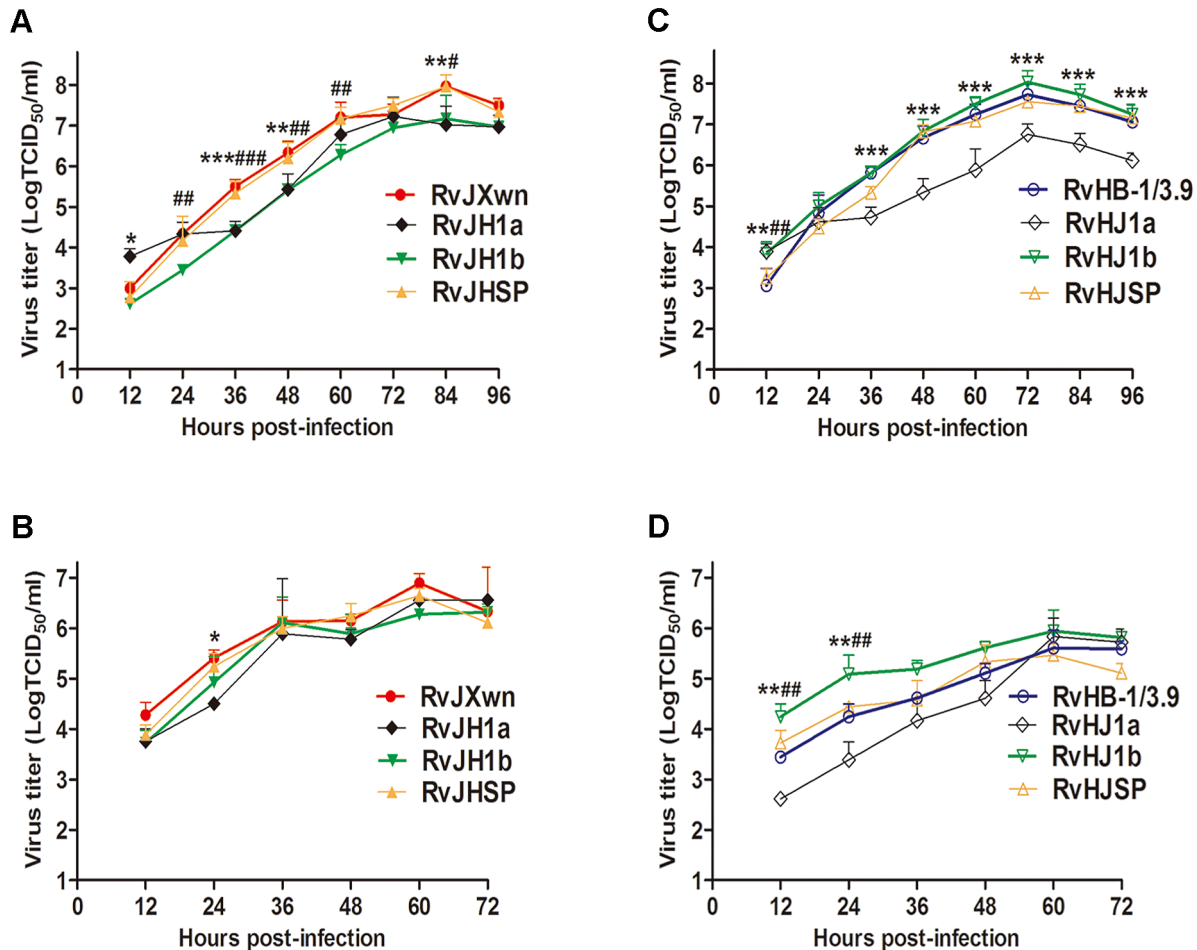 A
Virus titer (LogTCID50/ml)
8
7
6
5
4
3
2
1
0 12 24 36 48 60 72 84 96
Hours post-infection
*
##
***###
**##
##
**#
RvJXwn
RvJH1a
RvJH1b
RvJHSP
C
Virus titer (LogTCID50/ml)
8
7
6
5
4
3
2
1
0 12 24 36 48 60 72 84 96
Hours post-infection
**##
***
***
***
***
***
***
RvHB-1/3.9
RvHJ1a
RvHJ1b
RvHJSP
B
Virus titer (LogTCID50/ml)
7
6
5
4
3
2
1
0 12 24 36 48 60 72
Hours post-infection
*
RvJXwn
RvJH1a
RvJH1b
RvJHSP
D
Virus titer (LogTCID50/ml)
7
6
5
4
3
2
1
0 12 24 36 48 60 72
Hours post-infection
**##
**##
RvHB-1/3.9
RvHJ1a
RvHJ1b
RvHJSP